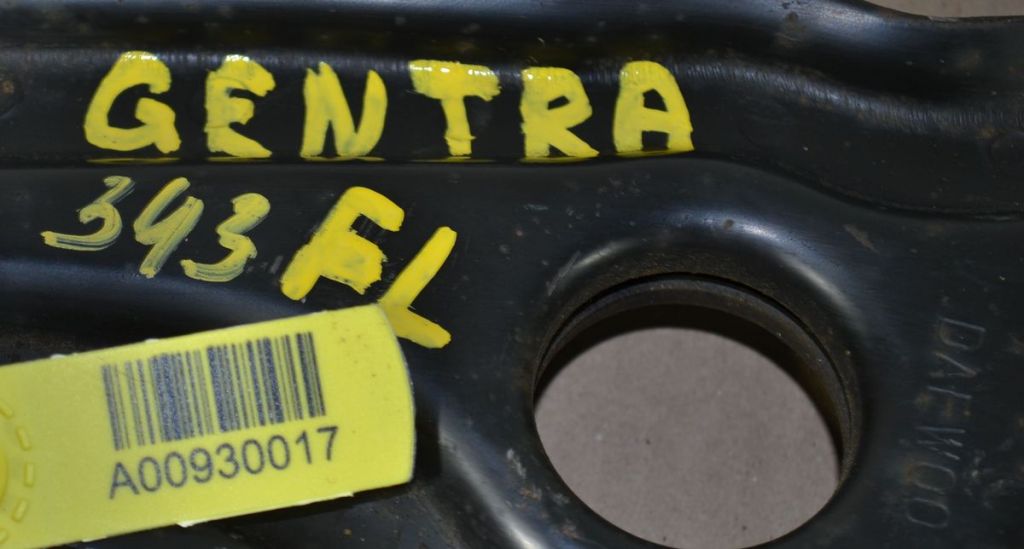 GENTRA
343 FL
A00930017
DAEWOO